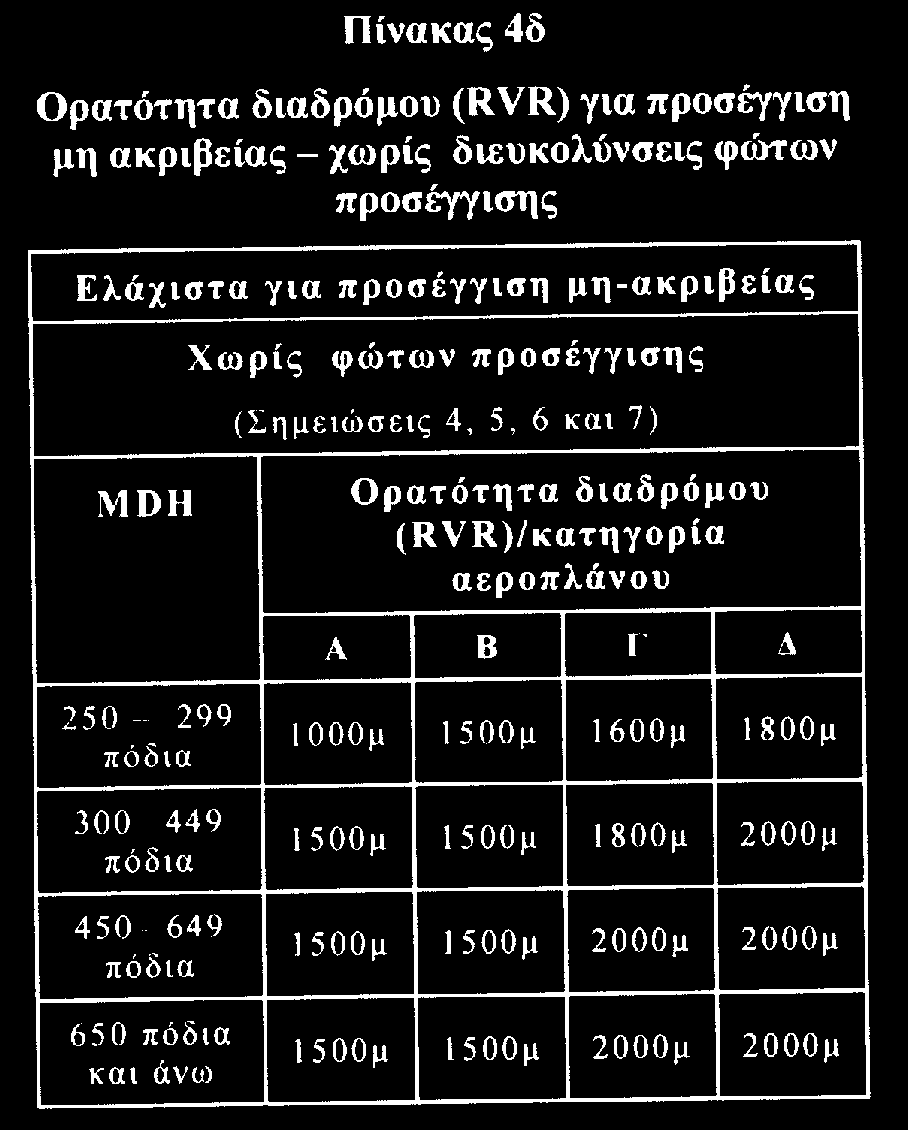 Πίνακας 4δ
Ορατότητα διαδρόμου (RVR) για προσέγγιση
μη ακριβείας – χωρίς διευκολύνσεις φώτων
προσέγγισης
Ελάχιστα για προσέγγιση μη-ακριβείας
Χωρίς φώτων προσέγγισης
(Σημειώσεις 4, 5, 6 και 7)
MDH
Ορατότητα διαδρόμου
(RVR)/κατηγορία
αεροπλάνου
Α Β Γ Δ
250 – 299
πόδια
1000μ 1500μ 1600μ 1800μ
300 449
πόδια
1500μ 1500μ 1800μ 2000μ
450 - 649
πόδια
1500μ 1500μ 2000μ 2000μ
650 πόδια
και άνω
1500μ 1500μ 2000μ 2000μ